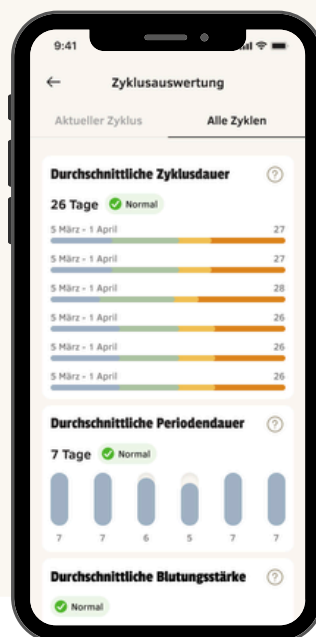 9:41
Zyklusauswertung
Aktueller Zyklus Alle Zyklen
Durchschnittliche Zyklusdauer ?
26 Tage Normal
5 März - 1 April 27
5 März - 1 April 27
5 März - 1 April 28
5 März - 1 April 26
5 März - 1 April 26
5 März - 1 April 26
Durchschnittliche Periodendauer ?
7 Tage Normal
7 7 6 5 7 7
Durchschnittliche Blutungsstärke ?
Normal